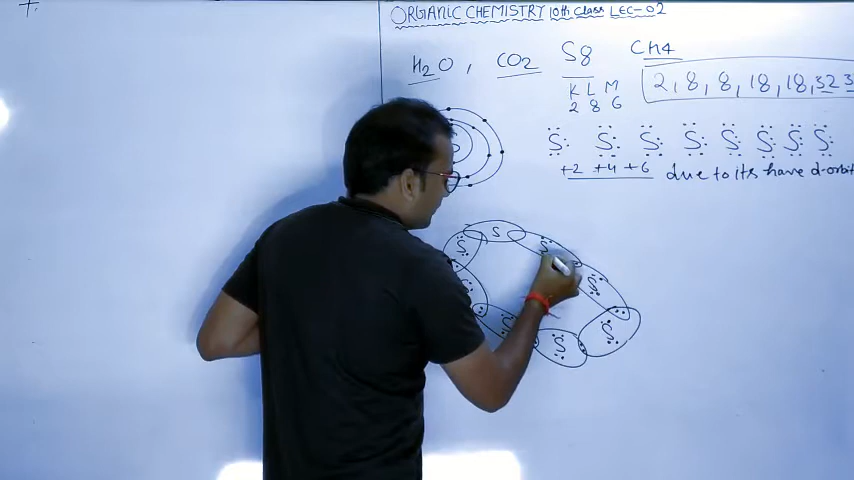 ORGANIC CHEMISTRY 10th Class LEC-02
H2O, CO2 S8 CH4
K L M
2 8 6
2, 8, 8, 18, 18, 32 3
S S S S S S S S
+2 +4 +6 due to its have d-orbit
S S S S S S S S